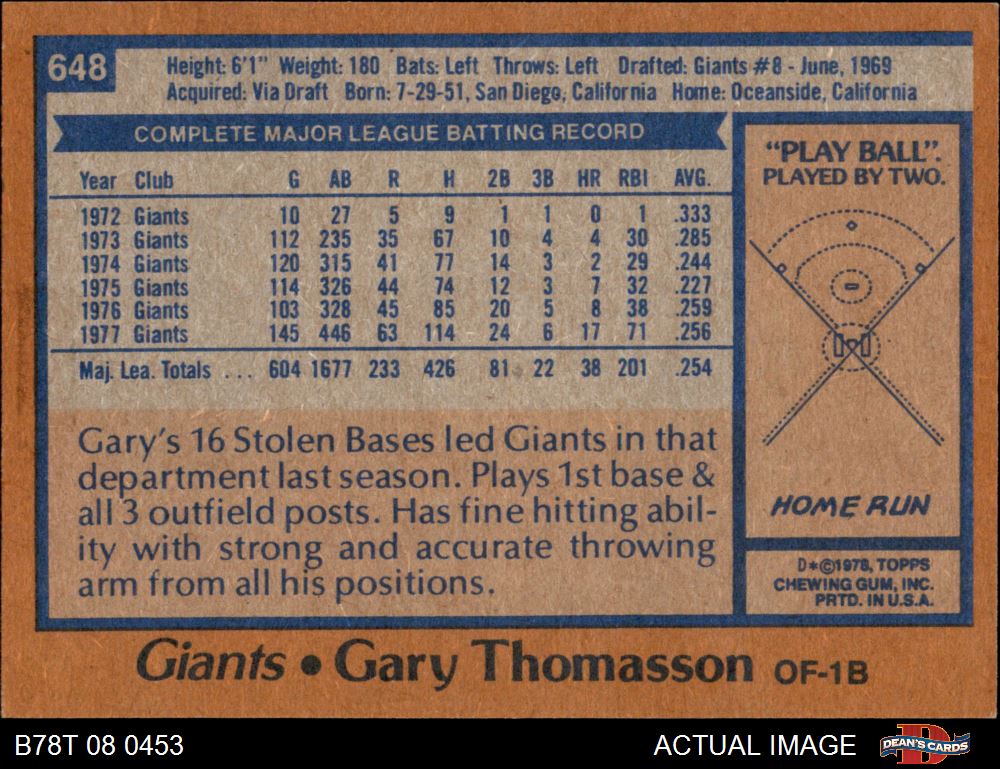 648
Height: 6'1" Weight: 180 Bats: Left Throws: Left Drafted: Giants #8 - June, 1969
Acquired: Via Draft Born: 7-29-51, San Diego, California Home: Oceanside, California
COMPLETE MAJOR LEAGUE BATTING RECORD
Year Club G AB R H 2B 3B HR RBI AVG.
1972 Giants 10 27 5 9 1 1 0 1 .333
1973 Giants 112 235 35 67 10 4 4 30 .285
1974 Giants 120 315 41 77 14 3 2 29 .244
1975 Giants 114 326 44 74 12 3 7 32 .227
1976 Giants 103 328 45 85 20 5 8 38 .259
1977 Giants 145 446 63 114 24 6 17 71 .256
Maj. Lea. Totals ... 604 1677 233 426 81 22 38 201 .254
Gary's 16 Stolen Bases led Giants in that
department last season. Plays 1st base &
all 3 outfield posts. Has fine hitting abil-
ity with strong and accurate throwing
arm from all his positions.
"PLAY BALL".
PLAYED BY TWO.
HOME RUN
D*©1978, TOPPS
CHEWING GUM, INC.
PRTD. IN U.S.A.
Giants • Gary Thomasson OF-1B
B78T 08 0453
ACTUAL IMAGE
D
DEAN'S CARDS